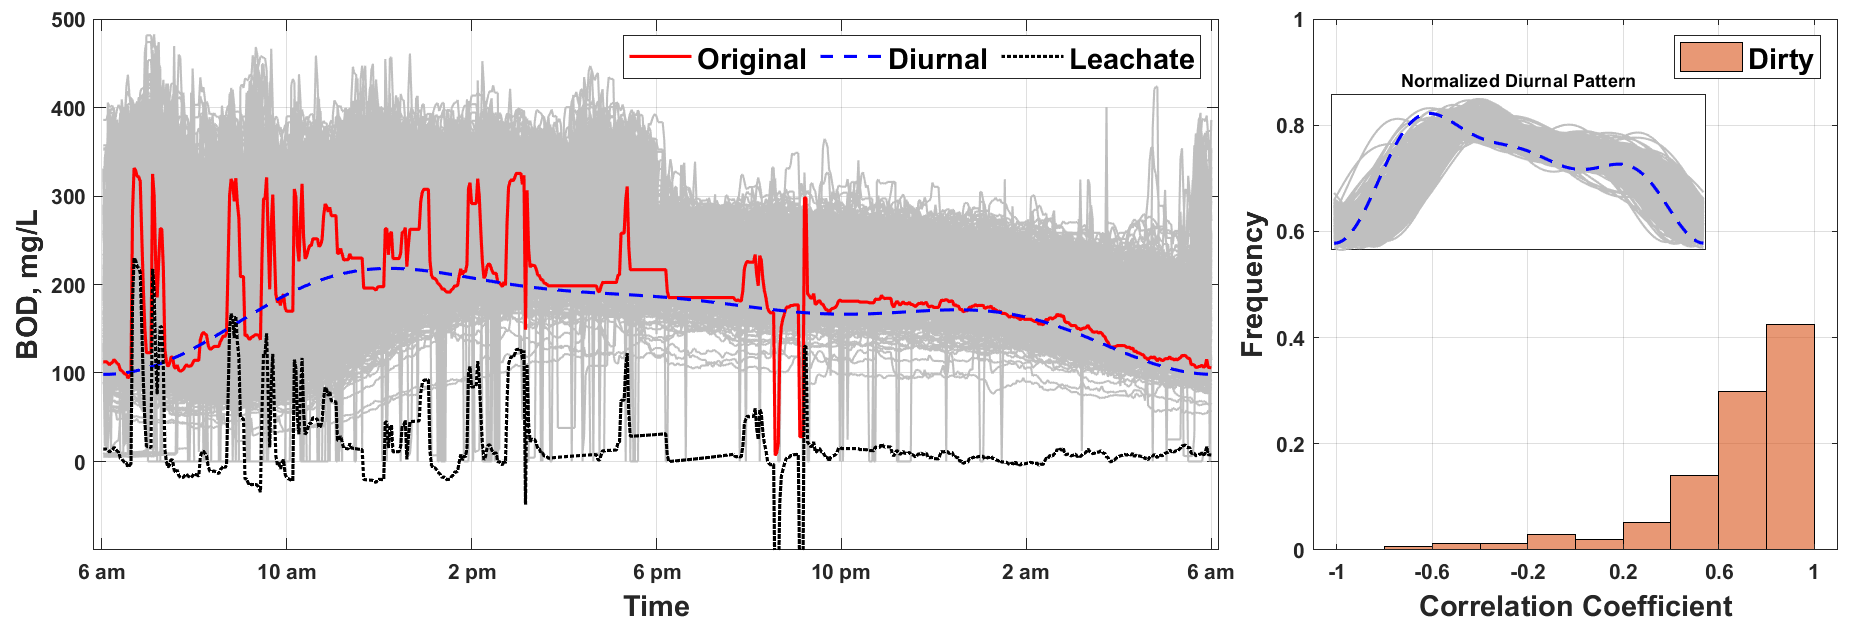 500
400
300
200
100
0
BOD, mg/L
Original Diurnal Leachate
6 am 10 am 2 pm 6 pm 10 pm 2 am 6 am
Time
1
0.8
0.6
0.4
0.2
0
Frequency
Dirty
Normalized Diurnal Pattern
-1 -0.6 -0.2 0.2 0.6 1
Correlation Coefficient